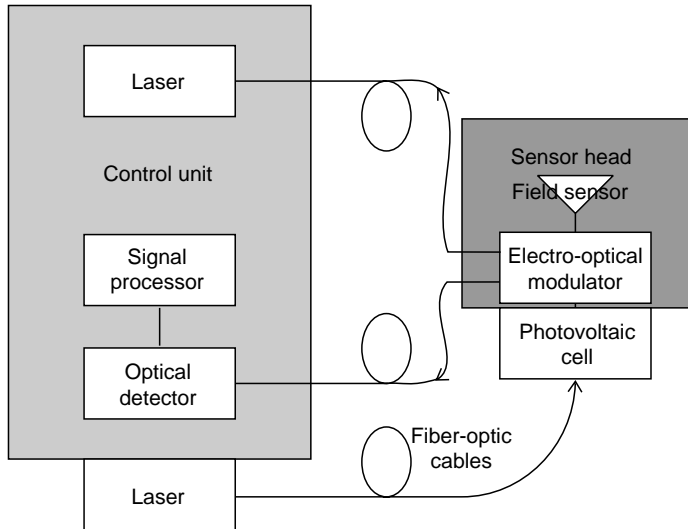 Laser
Control unit
Signal
processor
Optical
detector
Laser
Fiber-optic
cables
Sensor head
Field sensor
Electro-optical
modulator
Photovoltaic
cell